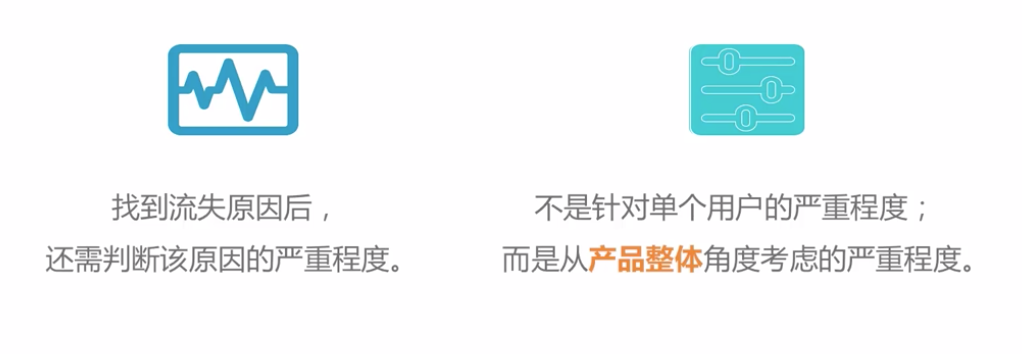 找到流失原因后，
还需判断该原因的严重程度。
不是针对单个用户的严重程度；
而是从产品整体角度考虑的严重程度。